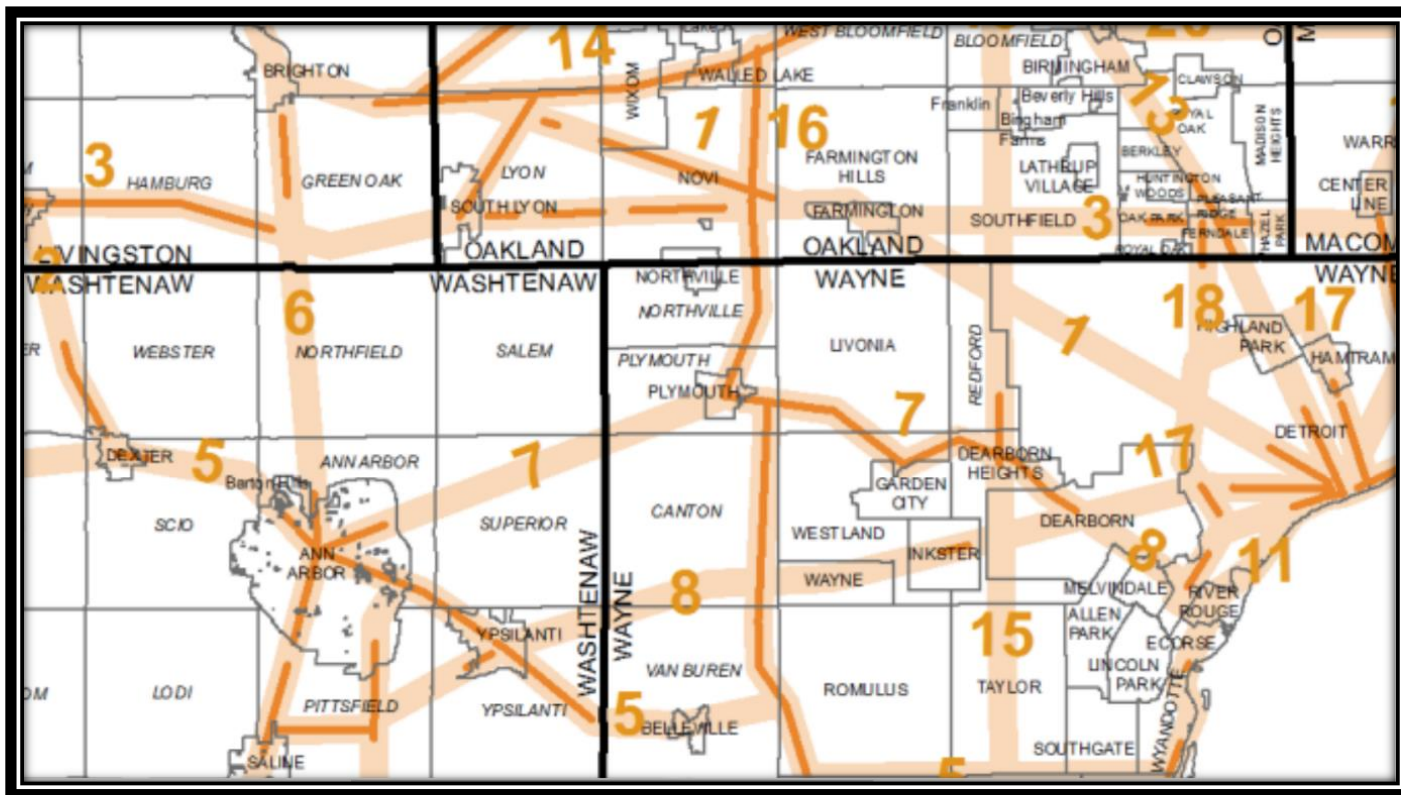 WEST BLOOMFIELD
BLOOMFIELD
14
BRIGHTON
WALLED LAKE
BIRMINGHAM
CLAWSON
WIXOM
Franklin
Beverly Hills
13
Bingham
Farms
OAK
MADISON
HEIGHTS
1
16
3
HAMBURG
GREEN OAK
LYON
NOVI
FARMINGTON
HILLS
LATHRUP
VILLAGE
BERKLEY
HUNTINGTON
WOODS
CENTER
LINE
SOUTH LYON
FARMINGTON
SOUTHFIELD
3
OAK PARK
PLEASANT
RIDGE
FERNDALE
HAZEL
PARK
ROYAL OAK
OAKLAND
OAKLAND
MACOM
WASHTENAW
WASHTENAW
NORTHVILLE
WAYNE
WAYNE
2
6
NORTHVILLE
1
18
17
HIGHLAND
PARK
WEBSTER
NORTHFIELD
SALEM
PLYMOUTH
LIVONIA
REDFORD
HAMTRAM
PLYMOUTH
7
DETROIT
DEXTER
5
ANN ARBOR
7
DEARBORN
HEIGHTS
17
Barton Hills
GARDEN
CITY
SCIO
SUPERIOR
CANTON
WESTLAND
DEARBORN
ANN
ARBOR
INKSTER
8
11
WASHTENAW
WAYNE
8
WAYNE
MELVINDALE
RIVER
ROUGE
YPSILANTI
15
ALLEN
PARK
ECORSE
LODI
PITTSFIELD
YPSILANTI
VAN BUREN
ROMULUS
TAYLOR
LINCOLN
PARK
5
BELLEVILLE
WYANDOTTE
SALINE
SOUTHGATE